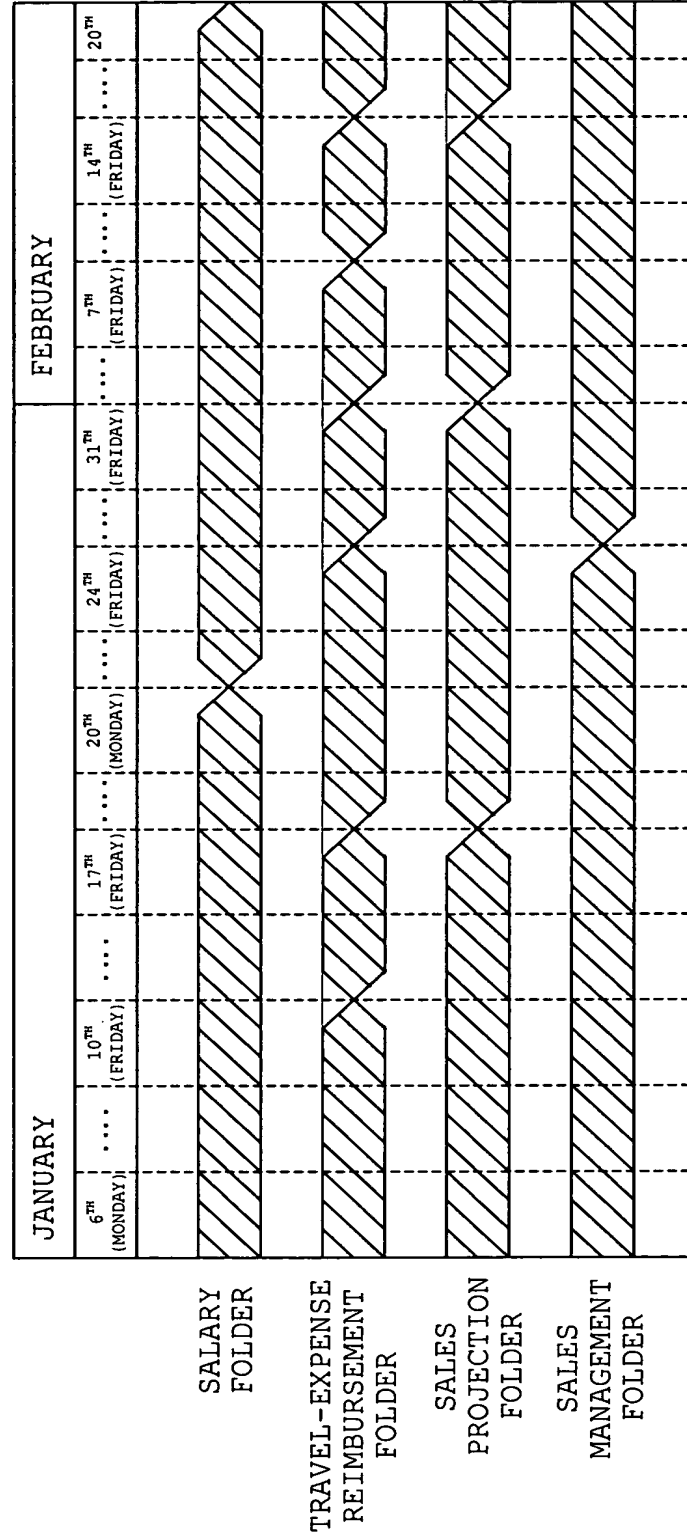 JANUARY
FEBRUARY
6TH
(MONDAY)
....
10TH
(FRIDAY)
....
17TH
(FRIDAY)
....
20TH
(MONDAY)
....
24TH
(FRIDAY)
....
31TH
(FRIDAY)
....
7TH
(FRIDAY)
....
14TH
(FRIDAY)
....
20TH
SALARY
FOLDER
TRAVEL-EXPENSE
REIMBURSEMENT
FOLDER
SALES
PROJECTION
FOLDER
SALES
MANAGEMENT
FOLDER